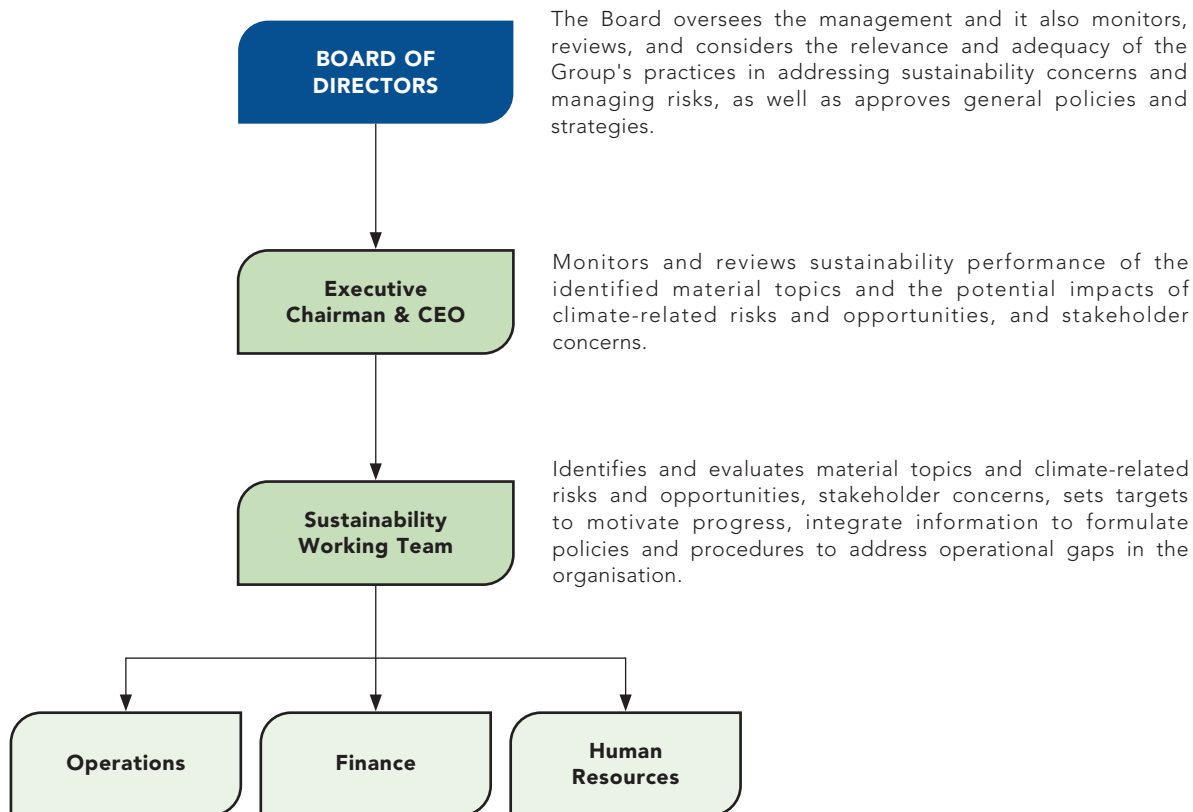 BOARD OF
DIRECTORS
The Board oversees the management and it also monitors,
reviews, and considers the relevance and adequacy of the
Group's practices in addressing sustainability concerns and
managing risks, as well as approves general policies and
strategies.
Executive
Chairman & CEO
Monitors and reviews sustainability performance of the
identified material topics and the potential impacts of
climate-related risks and opportunities, and stakeholder
concerns.
Sustainability
Working Team
Identifies and evaluates material topics and climate-related
risks and opportunities, stakeholder concerns, sets targets
to motivate progress, integrate information to formulate
policies and procedures to address operational gaps in the
organisation.
Operations
Finance
Human
Resources